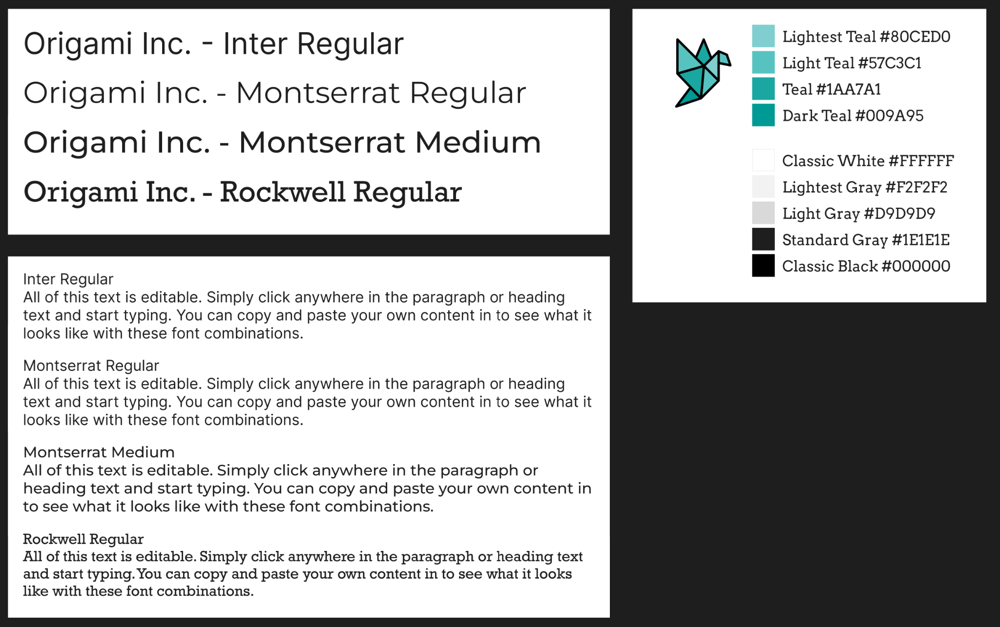 Origami Inc. - Inter Regular
Origami Inc. - Montserrat Regular
Origami Inc. - Montserrat Medium
Origami Inc. - Rockwell Regular
Inter Regular
All of this text is editable. Simply click anywhere in the paragraph or heading
text and start typing. You can copy and paste your own content in to see what it
looks like with these font combinations.
Montserrat Regular
All of this text is editable. Simply click anywhere in the paragraph or heading
text and start typing. You can copy and paste your own content in to see what it
looks like with these font combinations.
Montserrat Medium
All of this text is editable. Simply click anywhere in the paragraph or
heading text and start typing. You can copy and paste your own content in
to see what it looks like with these font combinations.
Rockwell Regular
All of this text is editable. Simply click anywhere in the paragraph or heading text
and start typing. You can copy and paste your own content in to see what it looks
like with these font combinations.
Lightest Teal #80CED0
Light Teal #57C3C1
Teal #1AA7A1
Dark Teal #009A95
Classic White #FFFFFF
Lightest Gray #F2F2F2
Light Gray #D9D9D9
Standard Gray #1E1E1E
Classic Black #000000